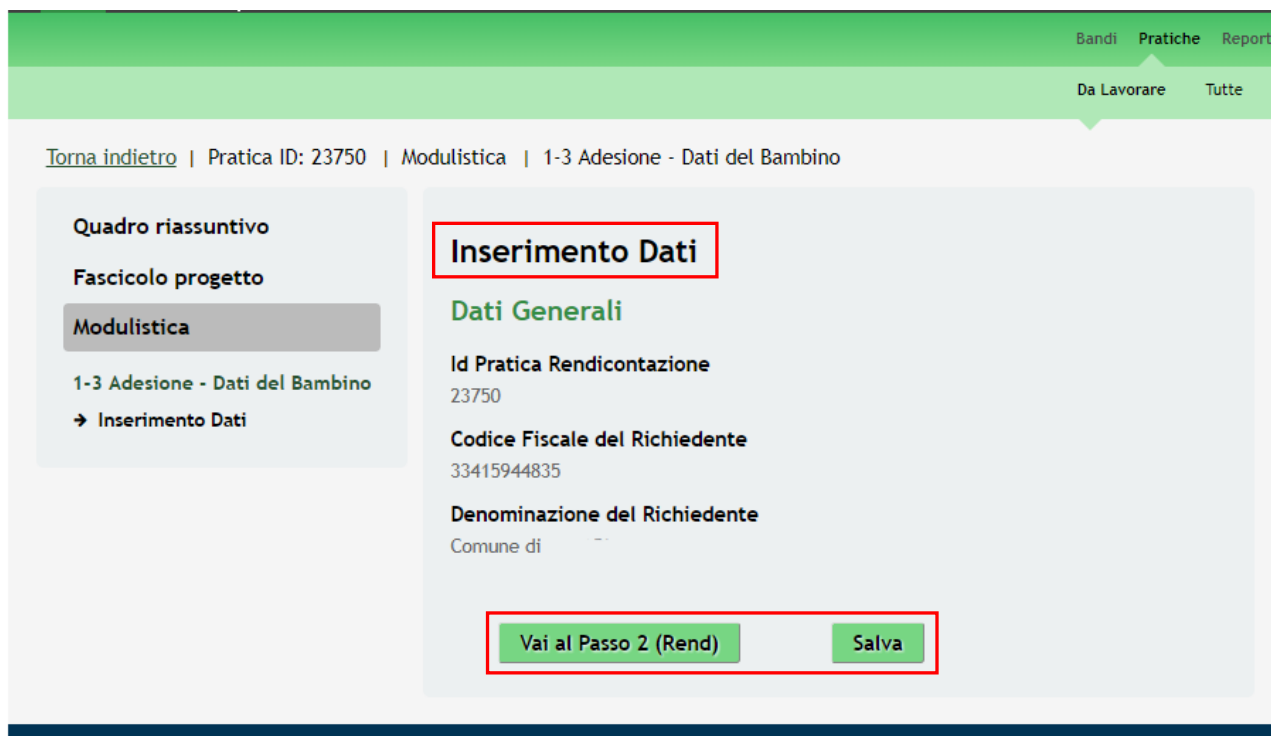 Bandi Pratiche Report
Da Lavorare Tutte
Torna indietro | Pratica ID: 23750 | Modulistica | 1-3 Adesione - Dati del Bambino
Quadro riassuntivo
Fascicolo progetto
Modulistica
1-3 Adesione - Dati del Bambino
→ Inserimento Dati
Inserimento Dati
Dati Generali
Id Pratica Rendicontazione
23750
Codice Fiscale del Richiedente
33415944835
Denominazione del Richiedente
Comune di
Vai al Passo 2 (Rend) Salva